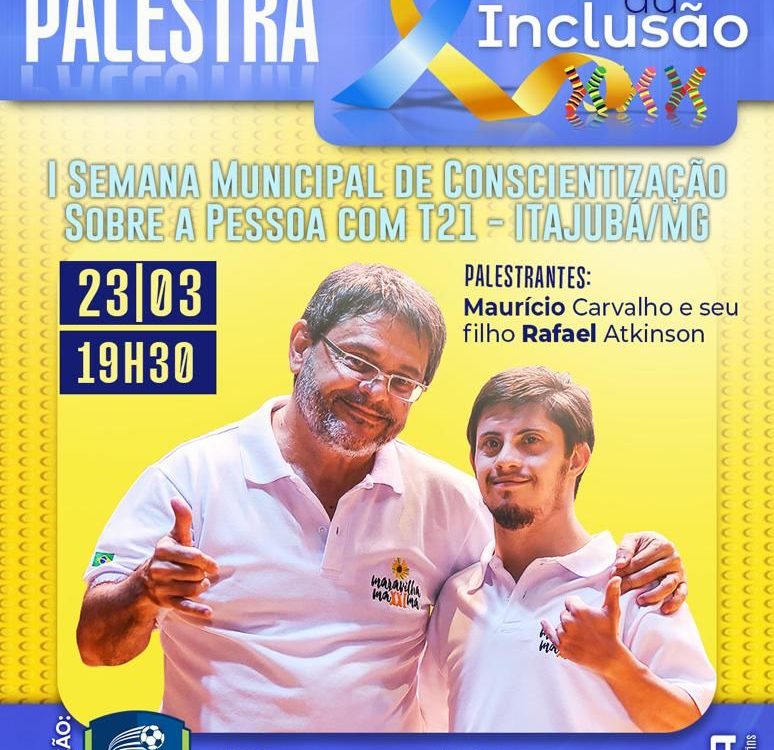 PALESTRA
da
Inclusão
I SEMANA MUNICIPAL DE CONSCIENTIZAÇÃO
SOBRE A PESSOA COM T21 - ITAJUBÁ/MG
23|03
19H30
PALESTRANTES:
Maurício Carvalho e seu
filho Rafael Atkinson
maravilha
maXXIma